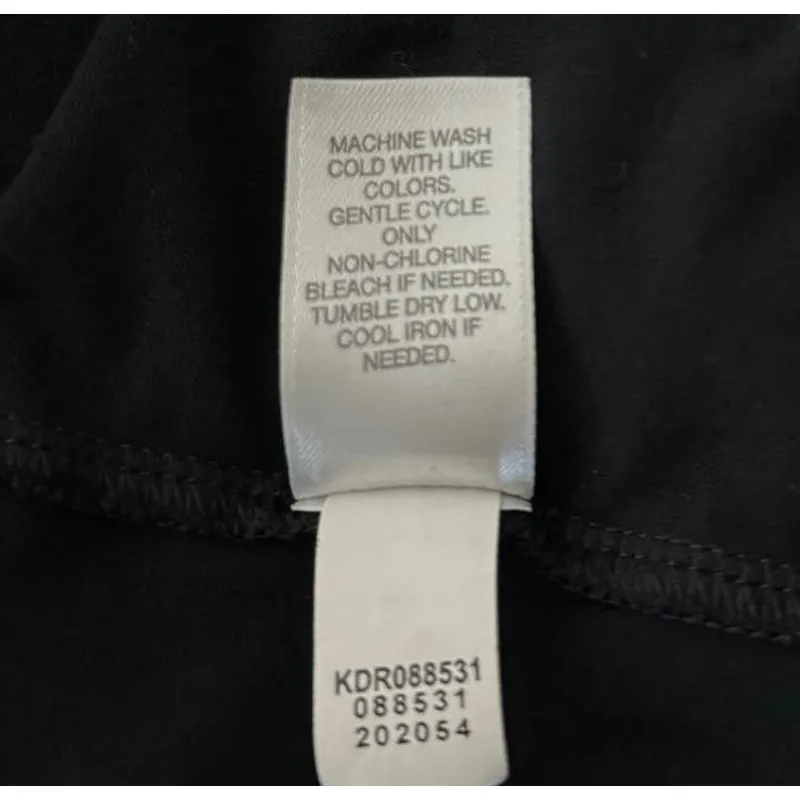 MACHINE WASH
COLD WITH LIKE
COLORS.
GENTLE CYCLE.
ONLY
NON-CHLORINE
BLEACH IF NEEDED.
TUMBLE DRY LOW.
COOL IRON IF
NEEDED.
KDR088531
088531
202054